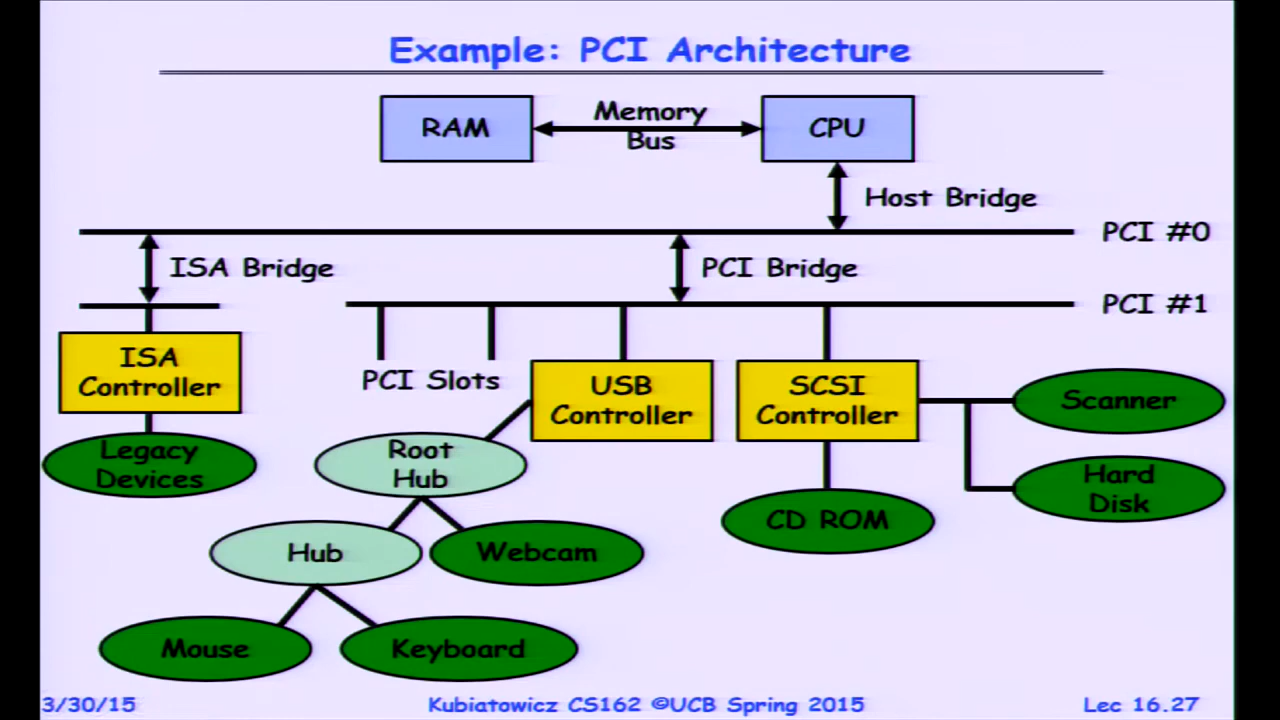 Example: PCI Architecture
RAM
Memory
Bus
CPU
Host Bridge
PCI #0
ISA Bridge
PCI Bridge
PCI #1
ISA
Controller
PCI Slots
USB
Controller
SCSI
Controller
Scanner
Legacy
Devices
Root
Hub
Hard
Disk
CD ROM
Hub
Webcam
Mouse
Keyboard
3/30/15
Kubiatowicz CS162 ©UCB Spring 2015
Lec 16.27